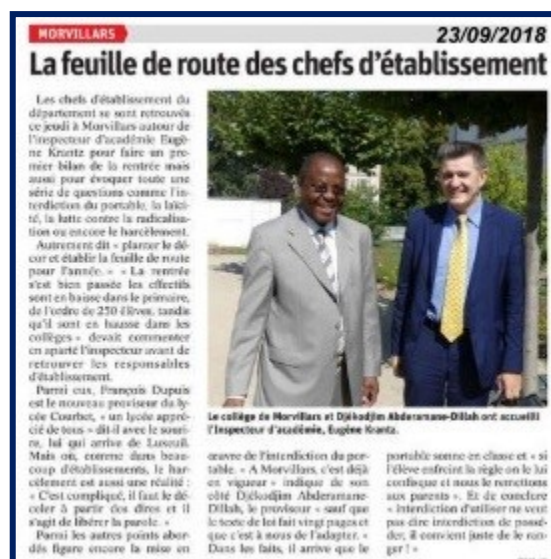 MORVILLARS
23/09/2018
La feuille de route des chefs d'établissement
Les chefs d'établissement du
département se sont retrouvés
ce jeudi à Morvillars autour de
l'inspecteur d'académie Eugè-
ne Krantz pour faire un pre-
mier bilan de la rentrée mais
aussi pour évoquer toute une
série de questions comme l'in-
terdiction du portable, la laïci-
té, la lutte contre la radicalisa-
tion ou encore le harcèlement.
Autrement dit « planter le dé-
cor et établir la feuille de route
pour l'année. » « La rentrée
s'est bien passée les effectifs
sont en baisse dans le primaire,
de l'ordre de 250 élèves, tandis
qu'il sont en hausse dans les
collèges » devait commenter
en aparté l'inspecteur avant de
retrouver les responsables
d'établissement.
Parmi eux, François Dupuis
est le nouveau proviseur du ly-
cée Courbet, « un lycée appré-
cié de tous » dit-il avec le souri-
re, lui qui arrive de Luxeuil.
Mais où, comme dans beau-
coup d'établissements, le har-
cèlement est aussi une réalité :
« C'est compliqué, il faut le dé-
celer à partir des dires et il
s'agit de libérer la parole. »
Parmi les autres points abor-
dés figure encore la mise en
Le collège de Morvillars et Djékodjim Abderamane-Dillah ont accueilli
l'Inspecteur d'académie, Eugène Krantz.
œuvre de l'interdiction du por-
table. « A Morvillars, c'est déjà
en vigueur » indique de son
côté Djékodjim Abderamane-
Dillah, le proviseur « sauf que
le texte de loi fait vingt pages et
que c'est à nous de l'adapter. »
Dans les faits, il arrive que le
portable sonne en classe et « si
l'élève enfreint la règle on le lui
confisque et nous le remettons
aux parents ». Et de conclure
« Interdiction d'utiliser ne veut
pas dire interdiction de possé-
der, il convient juste de le ran-
ger ! »